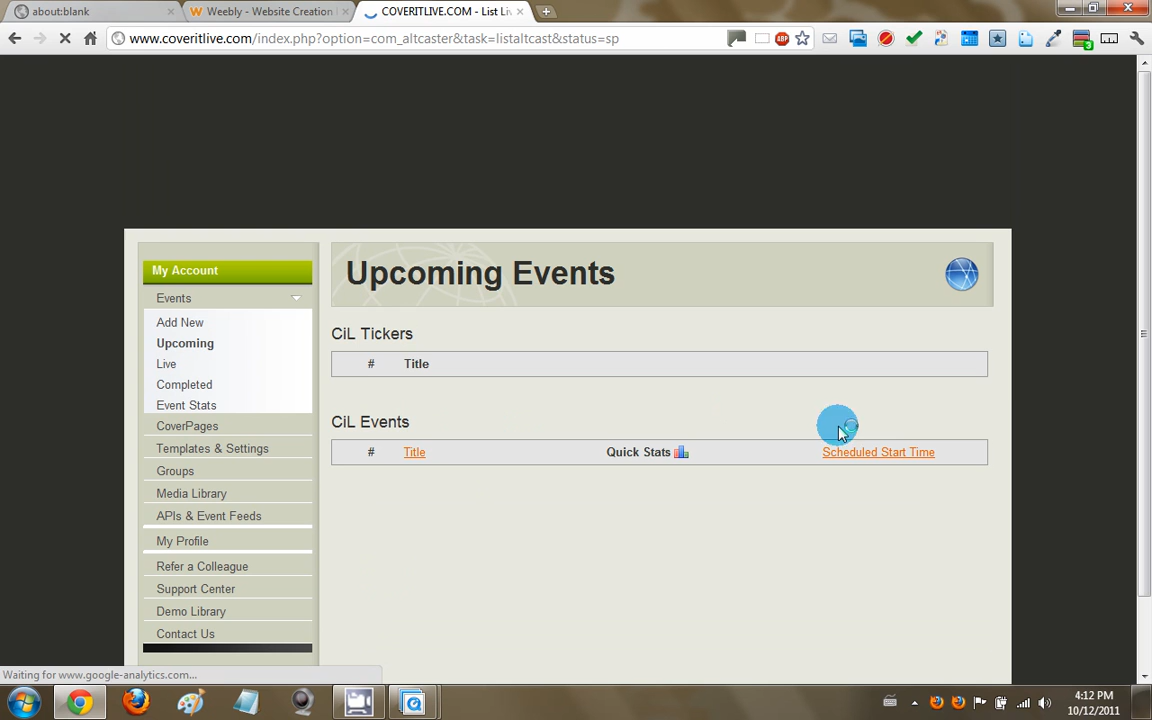 about:blank
Weebly - Website Creation
COVERITLIVE.COM - List Li
www.coveritlive.com/index.php?option=com_altcaster&task=listaltcast&status=sp
ABP
3
My Account
Events
Add New
Upcoming
Live
Completed
Event Stats
CoverPages
Templates & Settings
Groups
Media Library
APIs & Event Feeds
My Profile
Refer a Colleague
Support Center
Demo Library
Contact Us
Upcoming Events
CiL Tickers
# Title
CiL Events
# Title Quick Stats Scheduled Start Time
Waiting for www.google-analytics.com...
4:12 PM
10/12/2011